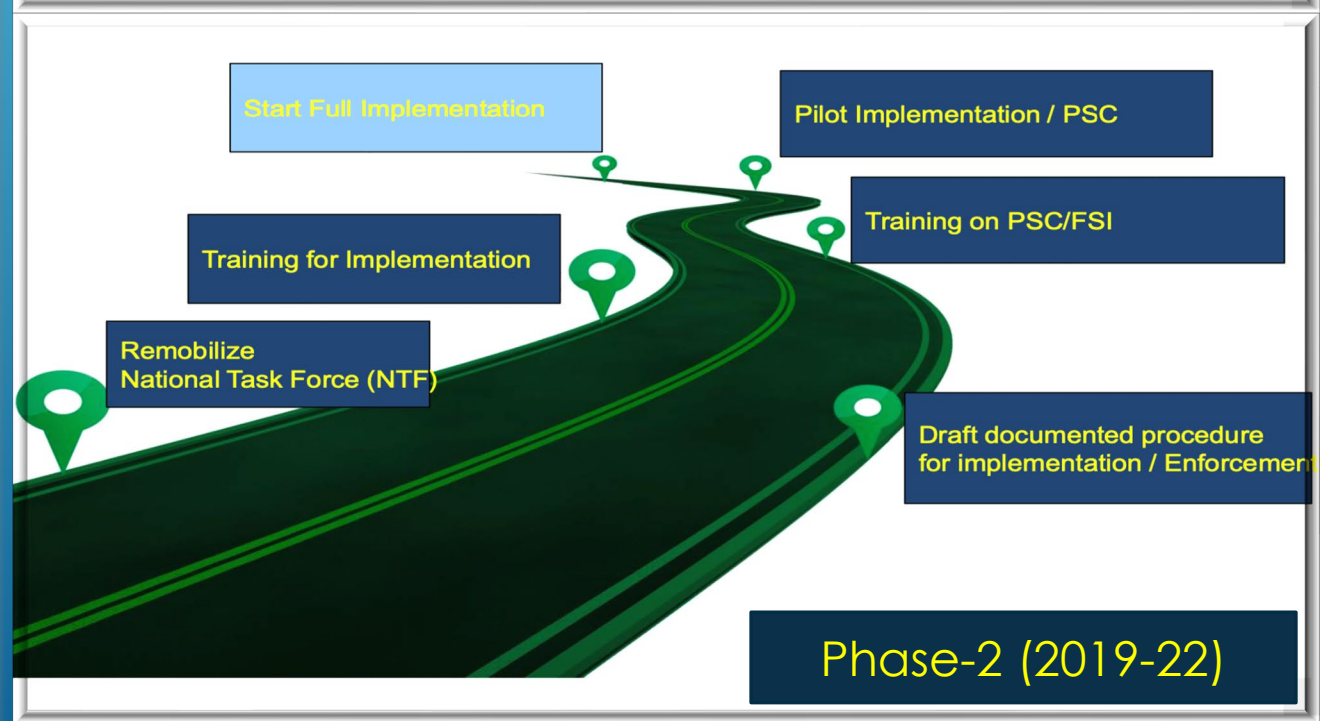 Start Full Implementation
Pilot Implementation / PSC
Training on PSC/FSI
Training for Implementation
Remobilize
National Task Force (NTF)
Draft documented procedure
for implementation / Enforcement
Phase-2 (2019-22)